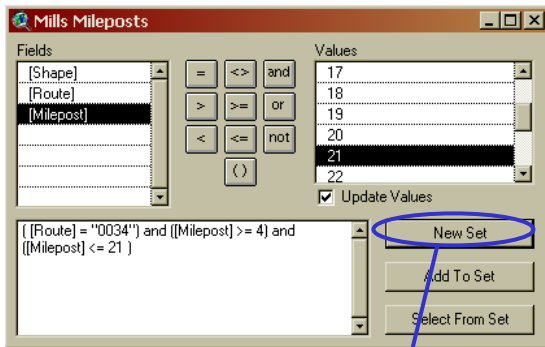 Mills Mileposts
Fields
Values
[Shape]
[Route]
[Milepost]
= <> and
> >= or
< <= not
( )
17
18
19
20
21
22
Update Values
( [Route] = "0034") and ([Milepost] >= 4) and
([Milepost] <= 21 )
New Set
Add To Set
Select From Set